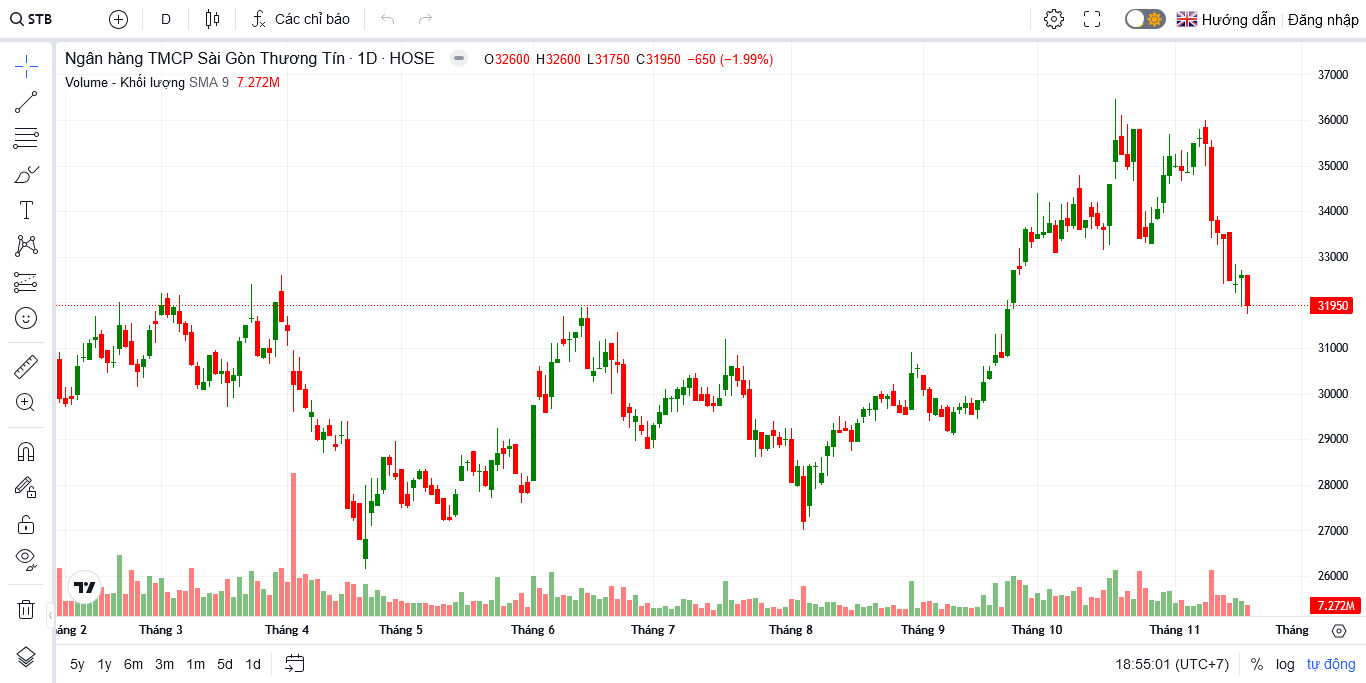 STB
D
Các chỉ báo
Hướng dẫn
Đăng nhập
Ngân hàng TMCP Sài Gòn Thương Tín · 1D · HOSE
O32600 H32600 L31750 C31950 −650 (−1.99%)
Volume - Khối lượng SMA 9 7.272M
37000
36000
35000
34000
33000
31950
31000
30000
29000
28000
27000
26000
7.272M
áng 2 Tháng 3 Tháng 4 Tháng 5 Tháng 6 Tháng 7 Tháng 8 Tháng 9 Tháng 10 Tháng 11 Tháng
5y 1y 6m 3m 1m 5d 1d
18:55:01 (UTC+7) % log tự động